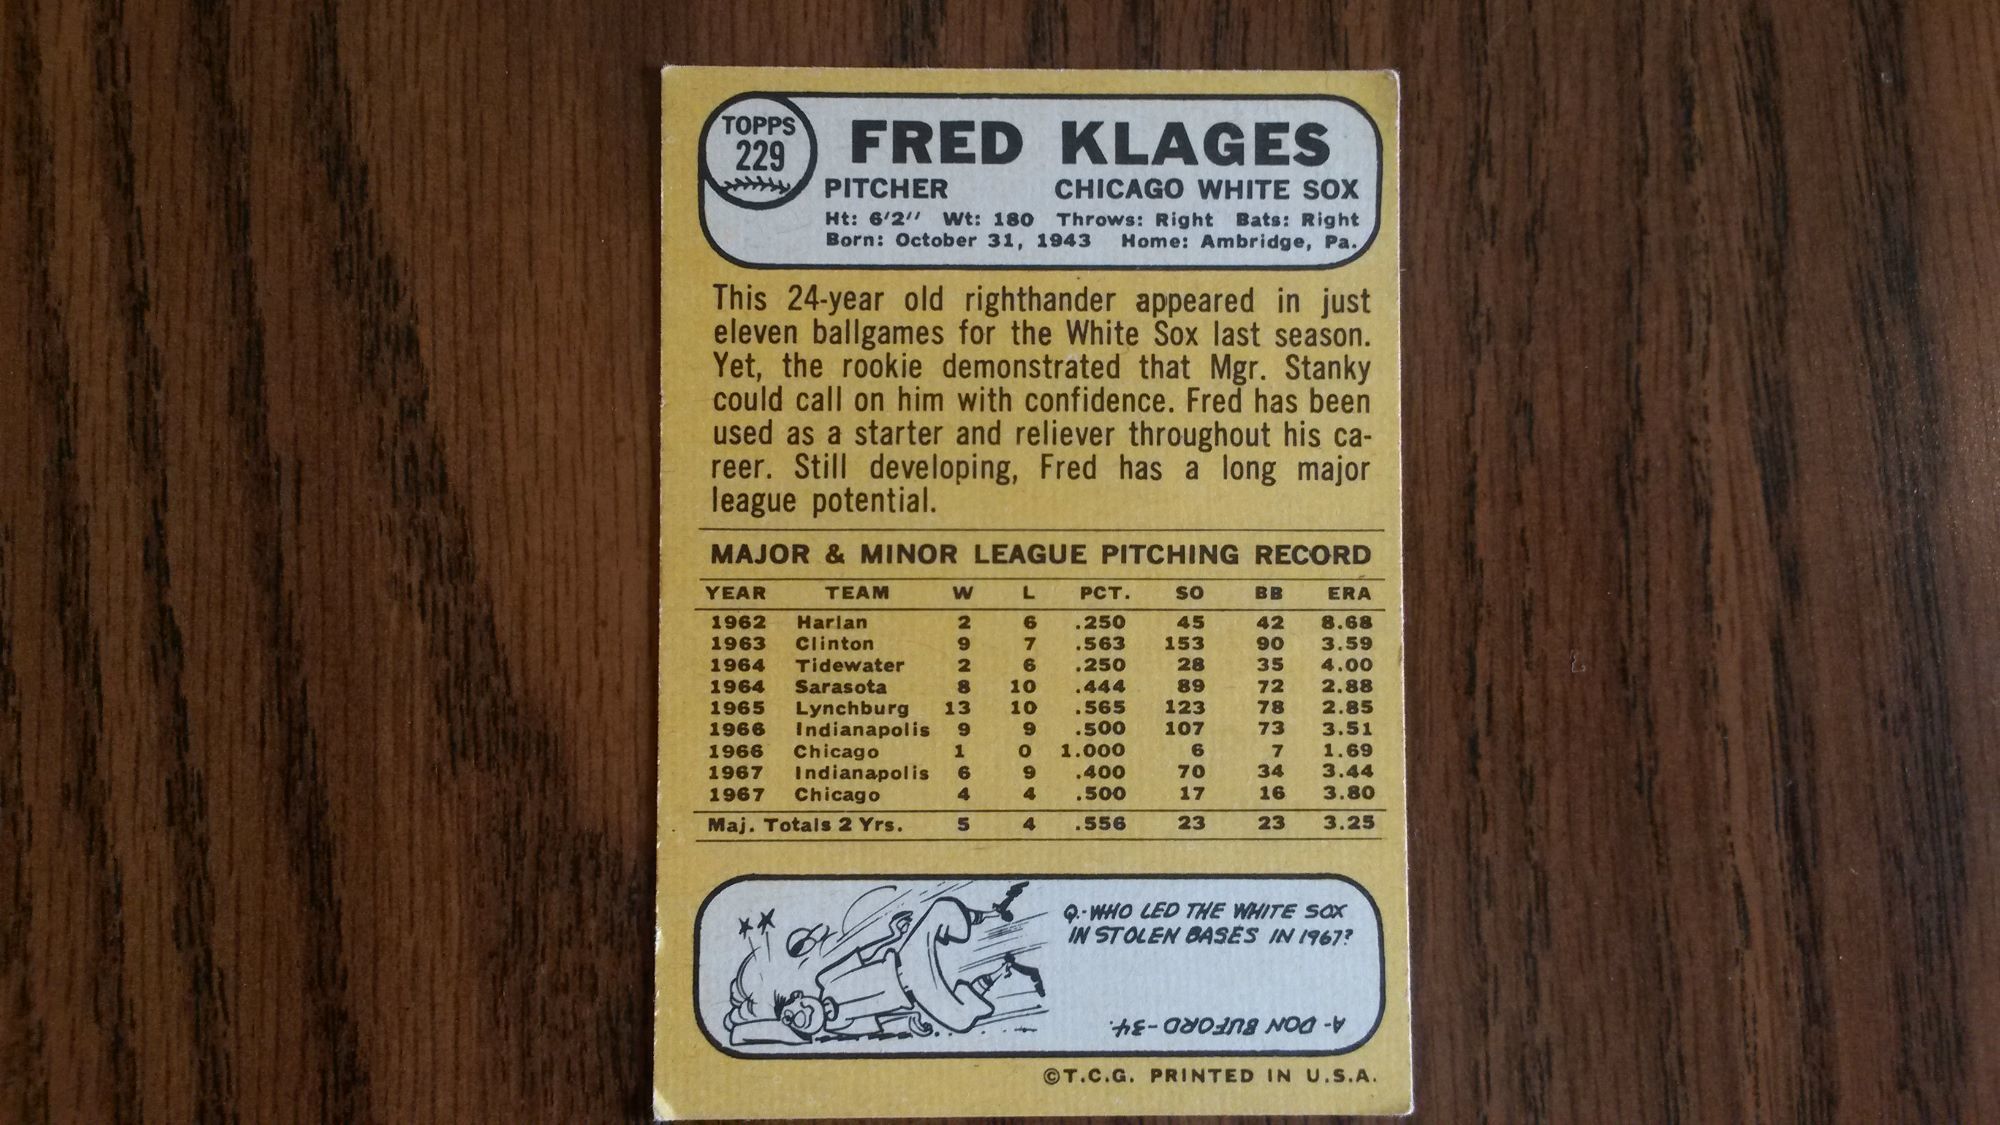 TOPPS
229
FRED KLAGES
PITCHER CHICAGO WHITE SOX
Ht: 6'2'' Wt: 180 Throws: Right Bats: Right
Born: October 31, 1943 Home: Ambridge, Pa.
This 24-year old righthander appeared in just
eleven ballgames for the White Sox last season.
Yet, the rookie demonstrated that Mgr. Stanky
could call on him with confidence. Fred has been
used as a starter and reliever throughout his ca-
reer. Still developing, Fred has a long major
league potential.
MAJOR & MINOR LEAGUE PITCHING RECORD
YEAR TEAM W L PCT. SO BB ERA
1962 Harlan 2 6 .250 45 42 8.68
1963 Clinton 9 7 .563 153 90 3.59
1964 Tidewater 2 6 .250 28 35 4.00
1964 Sarasota 8 10 .444 89 72 2.88
1965 Lynchburg 13 10 .565 123 78 2.85
1966 Indianapolis 9 9 .500 107 73 3.51
1966 Chicago 1 0 1.000 6 7 1.69
1967 Indianapolis 6 9 .400 70 34 3.44
1967 Chicago 4 4 .500 17 16 3.80
Maj. Totals 2 Yrs. 5 4 .556 23 23 3.25
Q.-WHO LED THE WHITE SOX
IN STOLEN BASES IN 1967?
A-DON BUFORD-34.
©T.C.G. PRINTED IN U.S.A.